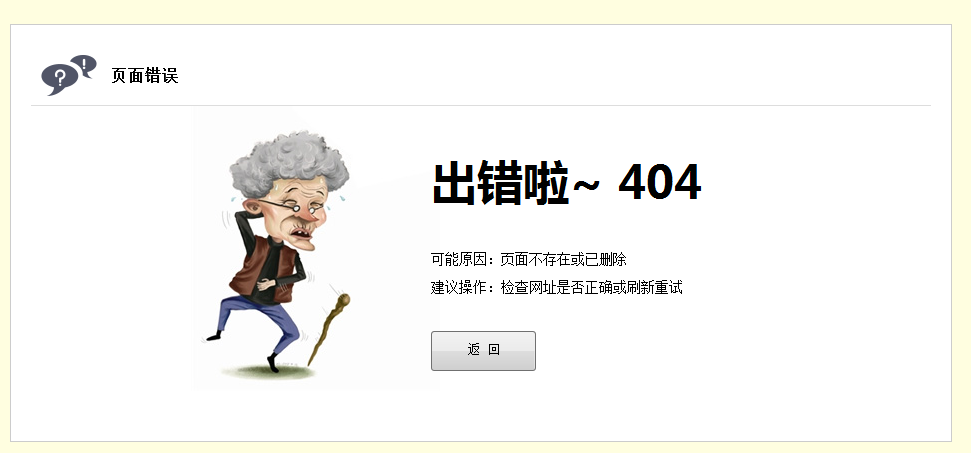 页面错误
出错啦~ 404
可能原因：页面不存在或已删除
建议操作：检查网址是否正确或刷新重试
返 回